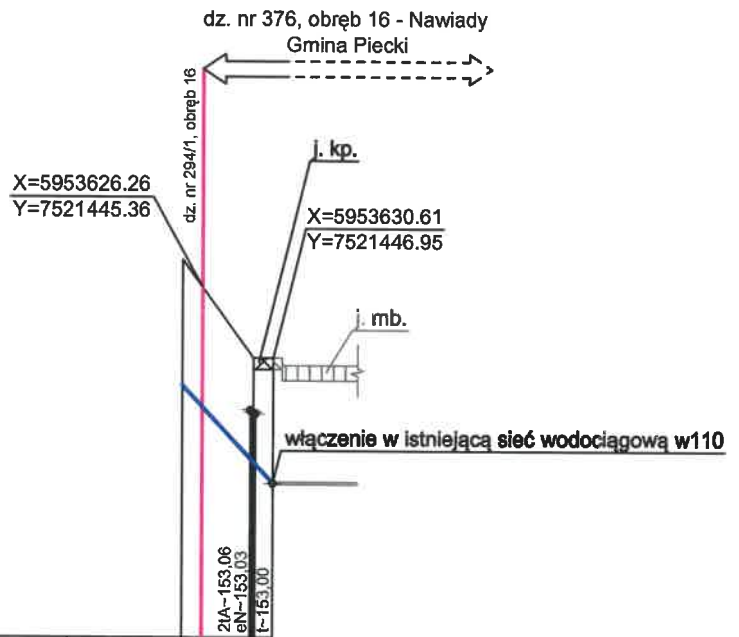 dz. nr 376, obręb 16 - Nawiady
Gmina Piecki
dz. nr 294/1, obręb 16
j. kp.
X=5953626.26
Y=7521445.36
X=5953630.61
Y=7521446.95
j. mb.
włączenie w istniejącą sieć wodociągową w110
2tA~153,06
eN~153,03
t~153,00